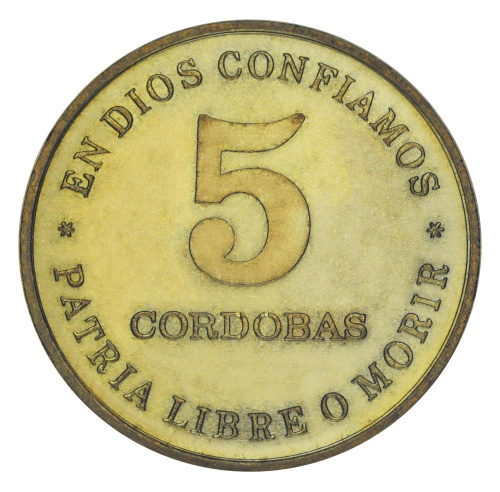 EN DIOS CONFIAMOS
5
CORDOBAS
* PATRIA LIBRE O MORIR *